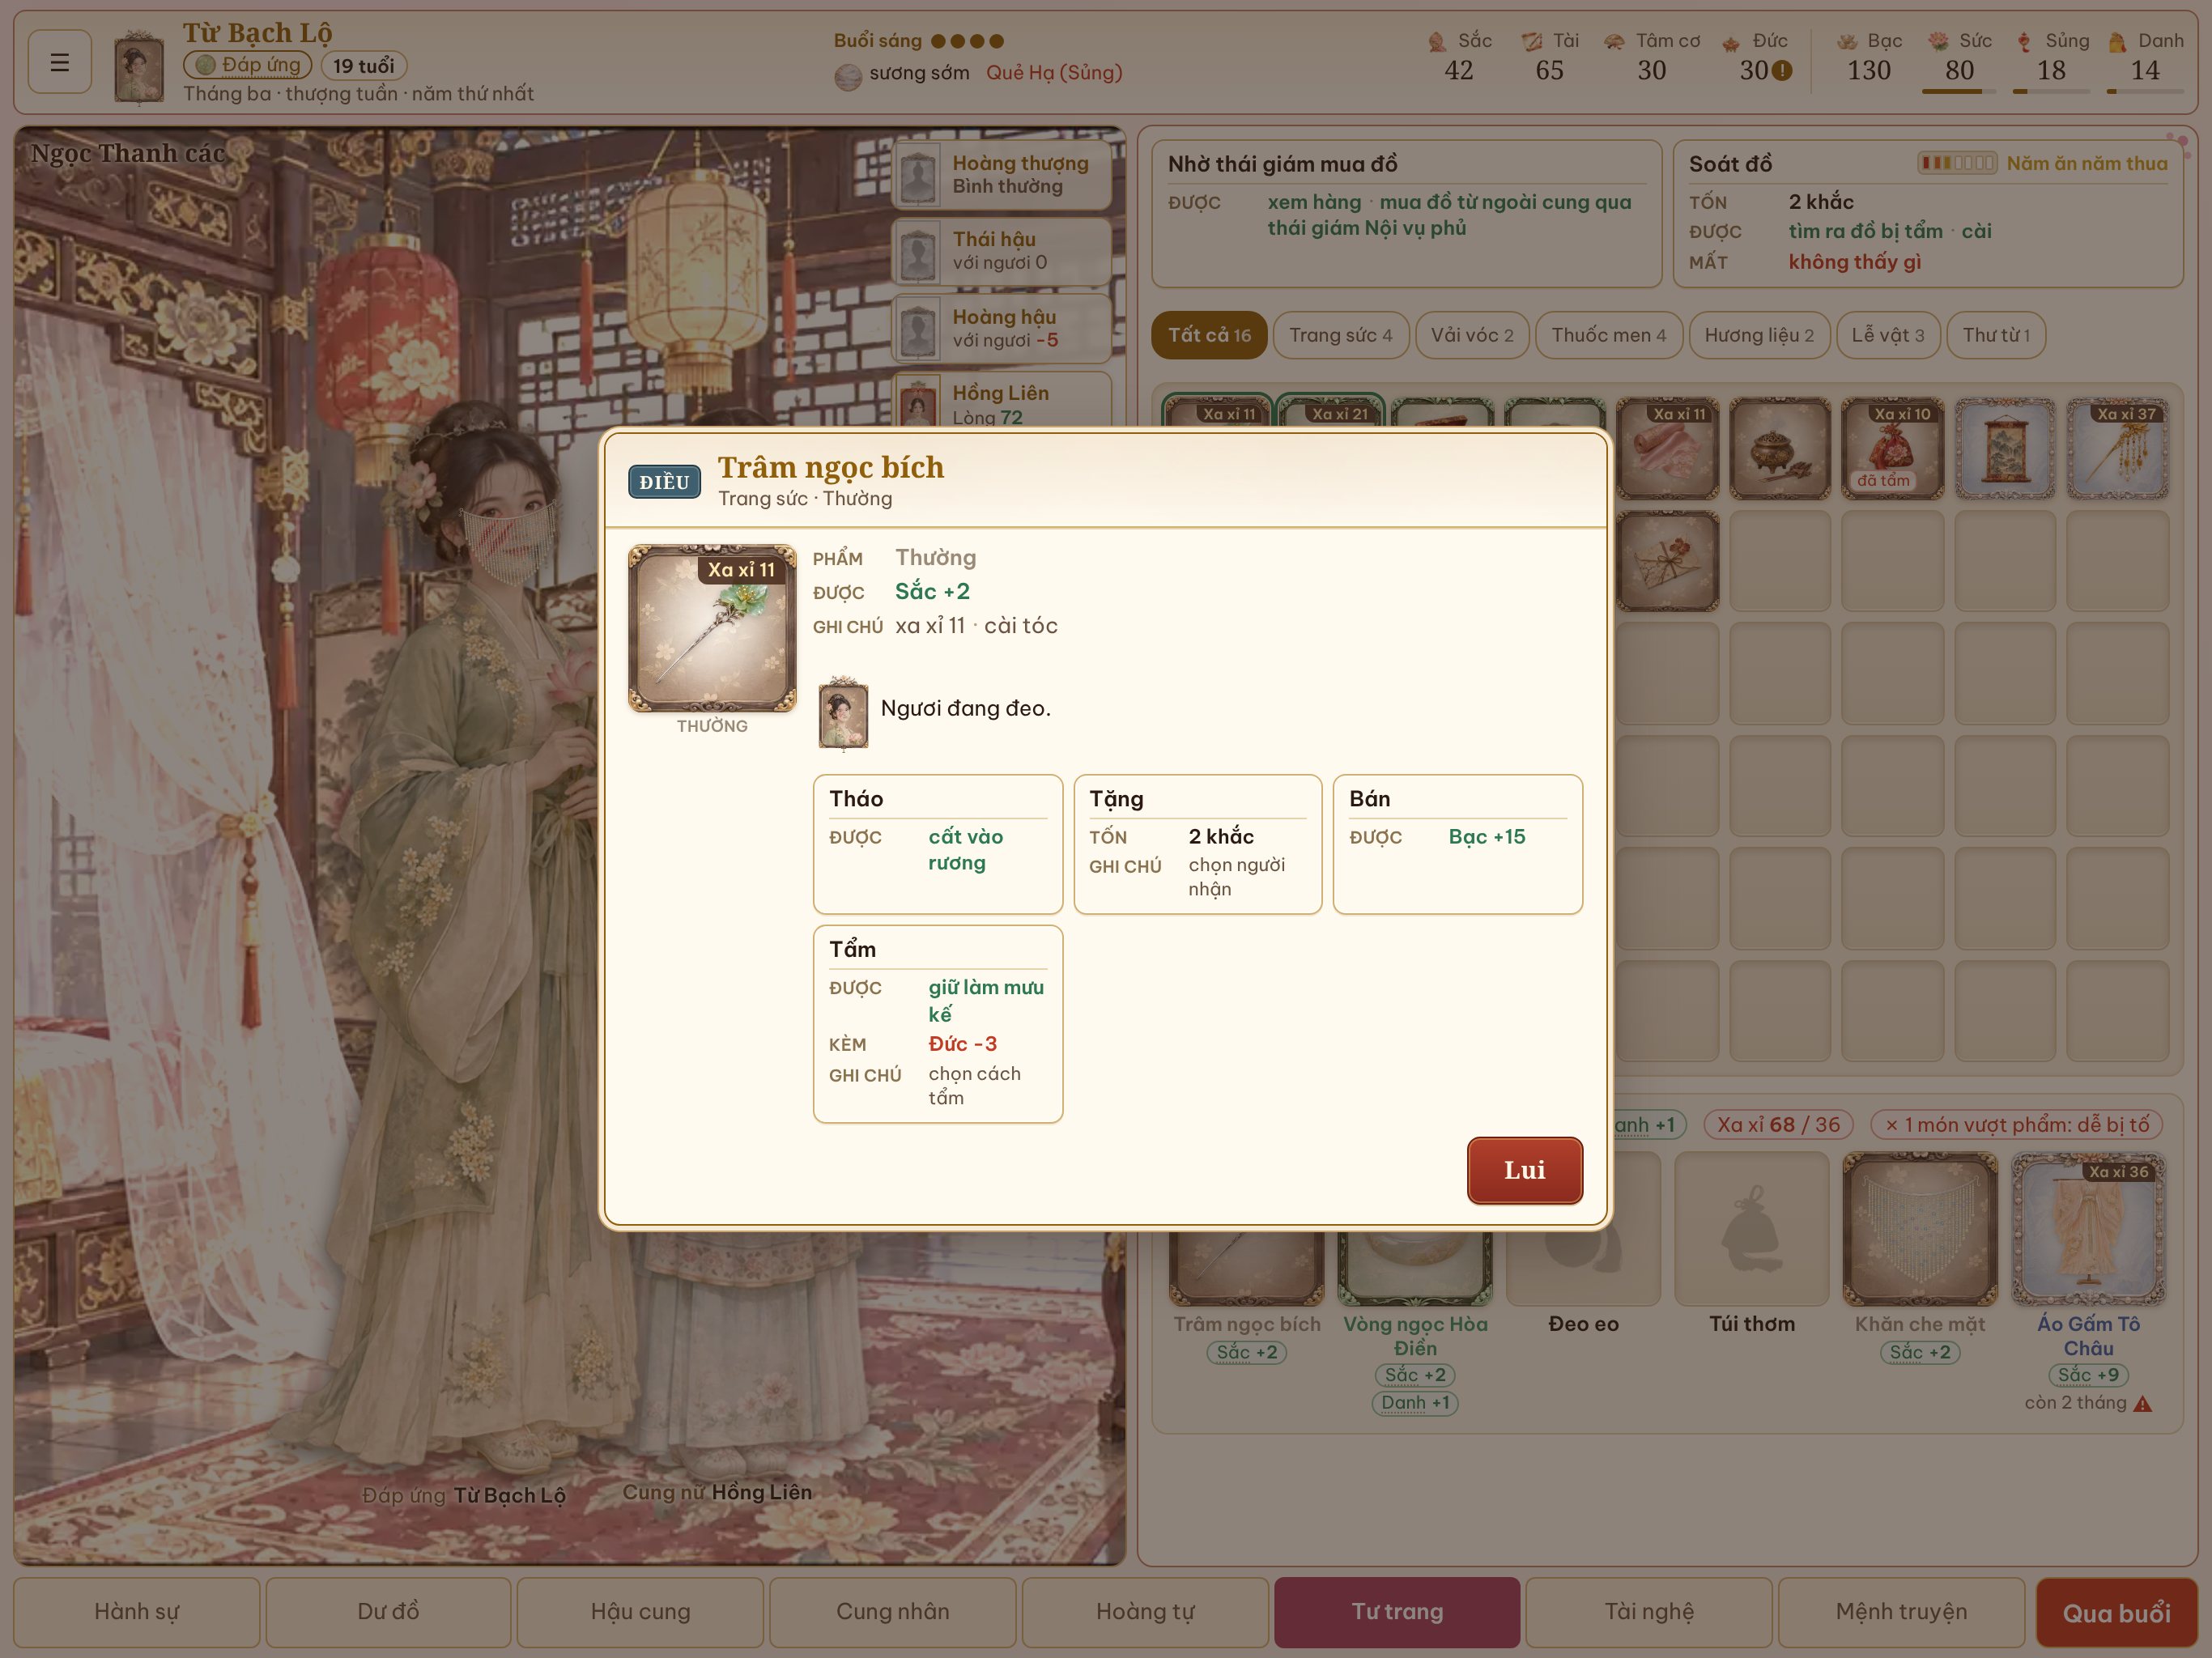 ☰
Từ Bạch Lộ
Đáp ứng
19 tuổi
Tháng ba · thượng tuần · năm thứ nhất
Buổi sáng
sương sớm
Quẻ Hạ (Sủng)
Sắc
42
Tài
65
Tâm cơ
30
Đức
30
!
Bạc
130
Sức
80
Sủng
18
Danh
14
Ngọc Thanh các
Hoàng thượng
Bình thường
Thái hậu
với ngươi 0
Hoàng hậu
với ngươi -5
Hồng Liên
Lòng 72
Nhờ thái giám mua đồ
ĐƯỢC
xem hàng · mua đồ từ ngoài cung qua
thái giám Nội vụ phủ
Soát đồ
Năm ăn năm thua
TỐN
2 khắc
ĐƯỢC
tìm ra đồ bị tẩm · cài
MẤT
không thấy gì
Tất cả 16
Trang sức 4
Vải vóc 2
Thuốc men 4
Hương liệu 2
Lễ vật 3
Thư từ 1
Xa xỉ 11
Xa xỉ 21
Xa xỉ 11
Xa xỉ 10
đã tẩm
Xa xỉ 37
ĐIỀU
Trâm ngọc bích
Trang sức · Thường
Xa xỉ 11
THƯỜNG
PHẨM
Thường
ĐƯỢC
Sắc +2
GHI CHÚ
xa xỉ 11 · cài tóc
Ngươi đang đeo.
Tháo
ĐƯỢC
cất vào
rương
Tặng
TỐN
2 khắc
GHI CHÚ
chọn người
nhận
Bán
ĐƯỢC
Bạc +15
Tẩm
ĐƯỢC
giữ làm mưu
kế
KÈM
Đức -3
GHI CHÚ
chọn cách
tẩm
Lui
+1
Xa xỉ 68 / 36
× 1 món vượt phẩm: dễ bị tố
Xa xỉ 36
Trâm ngọc bích
Sắc +2
Vòng ngọc Hòa
Điền
Sắc +2
Danh +1
Đeo eo
Túi thơm
Khăn che mặt
Sắc +2
Áo Gấm Tô
Châu
Sắc +9
còn 2 tháng
Đáp ứng Từ Bạch Lộ
Cung nữ Hồng Liên
Hành sự
Dư đồ
Hậu cung
Cung nhân
Hoàng tự
Tư trang
Tài nghệ
Mệnh truyện
Qua buổi